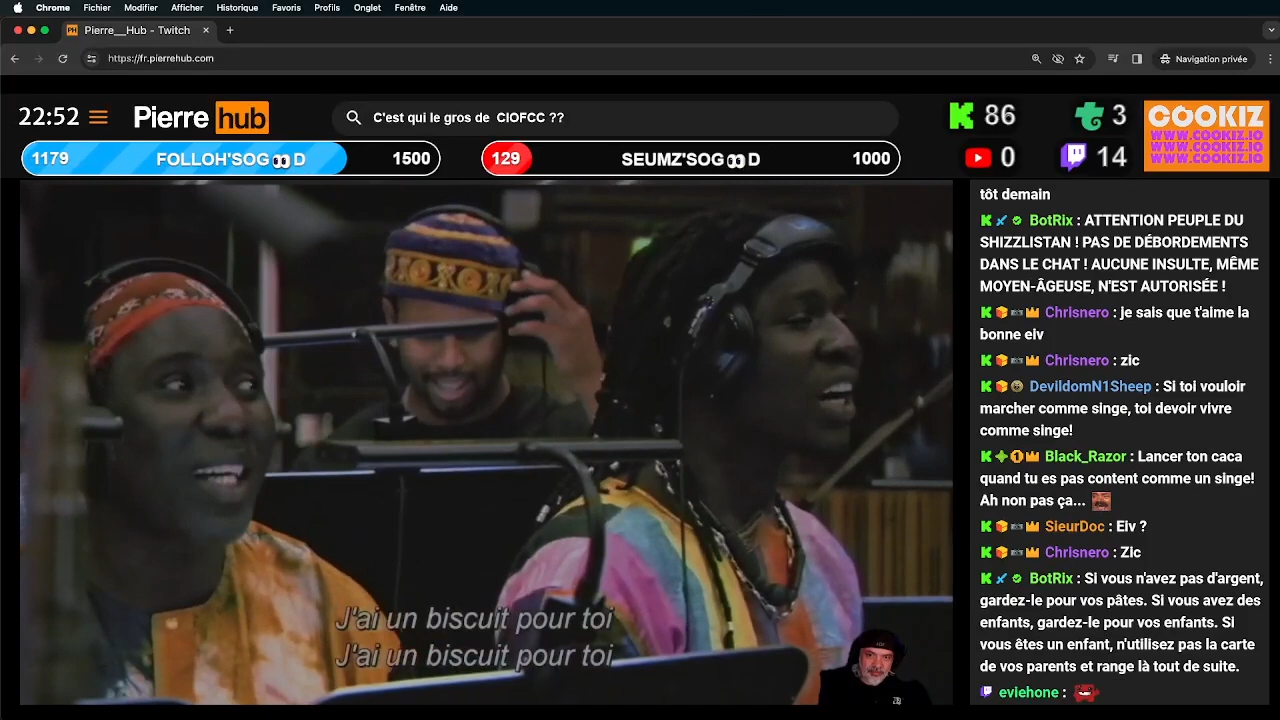 Chrome Fichier Modifier Afficher Historique Favoris Profils Onglet Fenêtre Aide
PH Pierre__Hub - Twitch
https://fr.pierrehub.com
Navigation privée
22:52 Pierre hub
C'est qui le gros de CIOFCC ??
86 3
0 14
COOKIZ
WWW.COOKIZ.IO
WWW.COOKIZ.IO
WWW.COOKIZ.IO
1179 FOLLOH'SOG👀D 1500
129 SEUMZ'SOG👀D 1000
tôt demain
BotRix : ATTENTION PEUPLE DU
SHIZZLISTAN ! PAS DE DÉBORDEMENTS
DANS LE CHAT ! AUCUNE INSULTE, MÊME
MOYEN-ÂGEUSE, N'EST AUTORISÉE !
Chrisnero : je sais que t'aime la
bonne eiv
Chrisnero : zic
DevildomN1Sheep : Si toi vouloir
marcher comme singe, toi devoir vivre
comme singe!
Black_Razor : Lancer ton caca
quand tu es pas content comme un singe!
Ah non pas ça...
SieurDoc : Eiv ?
Chrisnero : Zic
BotRix : Si vous n'avez pas d'argent,
gardez-le pour vos pâtes. Si vous avez des
enfants, gardez-le pour vos enfants. Si
vous êtes un enfant, n'utilisez pas la carte
de vos parents et range là tout de suite.
eviehone :
J'ai un biscuit pour toi
J'ai un biscuit pour toi